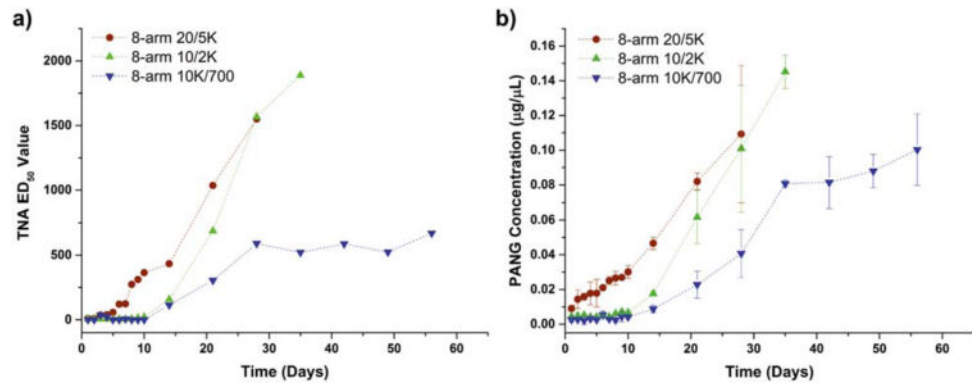 a)
8-arm 20/5K
8-arm 10/2K
8-arm 10K/700
TNA ED50 Value
2000
1500
1000
500
0
0 10 20 30 40 50 60
Time (Days)
b)
8-arm 20/5K
8-arm 10/2K
8-arm 10K/700
PANG Concentration (µg/µL)
0.16
0.14
0.12
0.10
0.08
0.06
0.04
0.02
0.00
0 10 20 30 40 50 60
Time (Days)